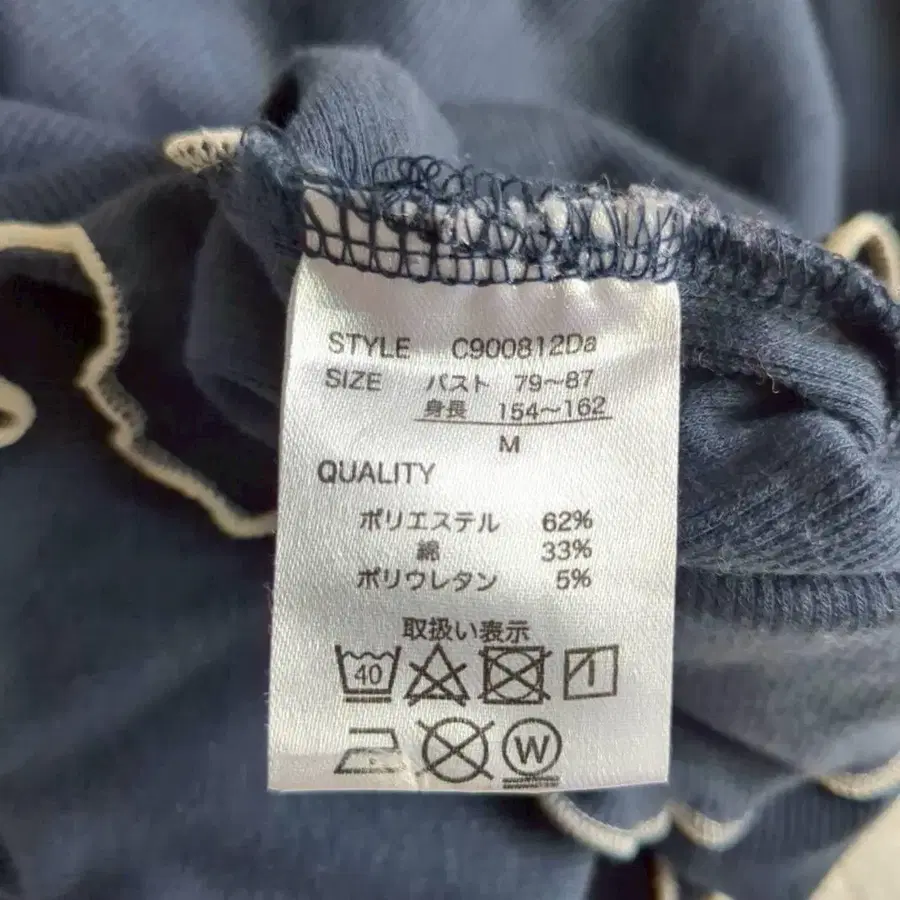 STYLE C900812Da
SIZE バスト 79〜87
身長 154〜162
M
QUALITY
ポリエステル 62%
綿 33%
ポリウレタン 5%
取扱い表示
40
W